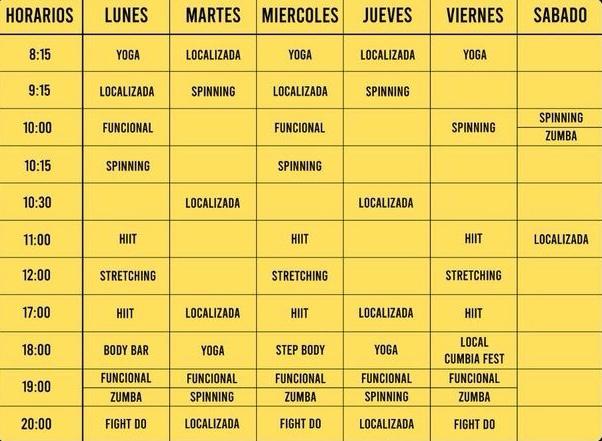 HORARIOS LUNES MARTES MIERCOLES JUEVES VIERNES SABADO
8:15 YOGA LOCALIZADA YOGA LOCALIZADA YOGA
9:15 LOCALIZADA SPINNING LOCALIZADA SPINNING
10:00 FUNCIONAL FUNCIONAL SPINNING SPINNING
ZUMBA
10:15 SPINNING SPINNING
10:30 LOCALIZADA LOCALIZADA
11:00 HIIT HIIT HIIT LOCALIZADA
12:00 STRETCHING STRETCHING STRETCHING
17:00 HIIT LOCALIZADA HIIT LOCALIZADA HIIT
18:00 BODY BAR YOGA STEP BODY YOGA LOCAL
CUMBIA FEST
19:00 FUNCIONAL FUNCIONAL FUNCIONAL FUNCIONAL FUNCIONAL
ZUMBA SPINNING ZUMBA SPINNING ZUMBA
20:00 FIGHT DO LOCALIZADA FIGHT DO LOCALIZADA FIGHT DO